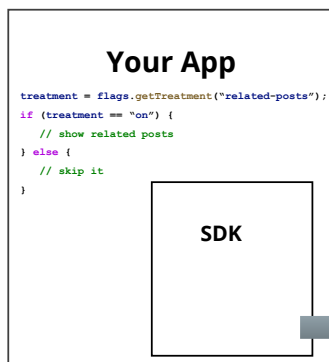 Your App
treatment = flags.getTreatment(“related-posts”);
if (treatment == “on”) {
// show related posts
} else {
// skip it
}
SDK